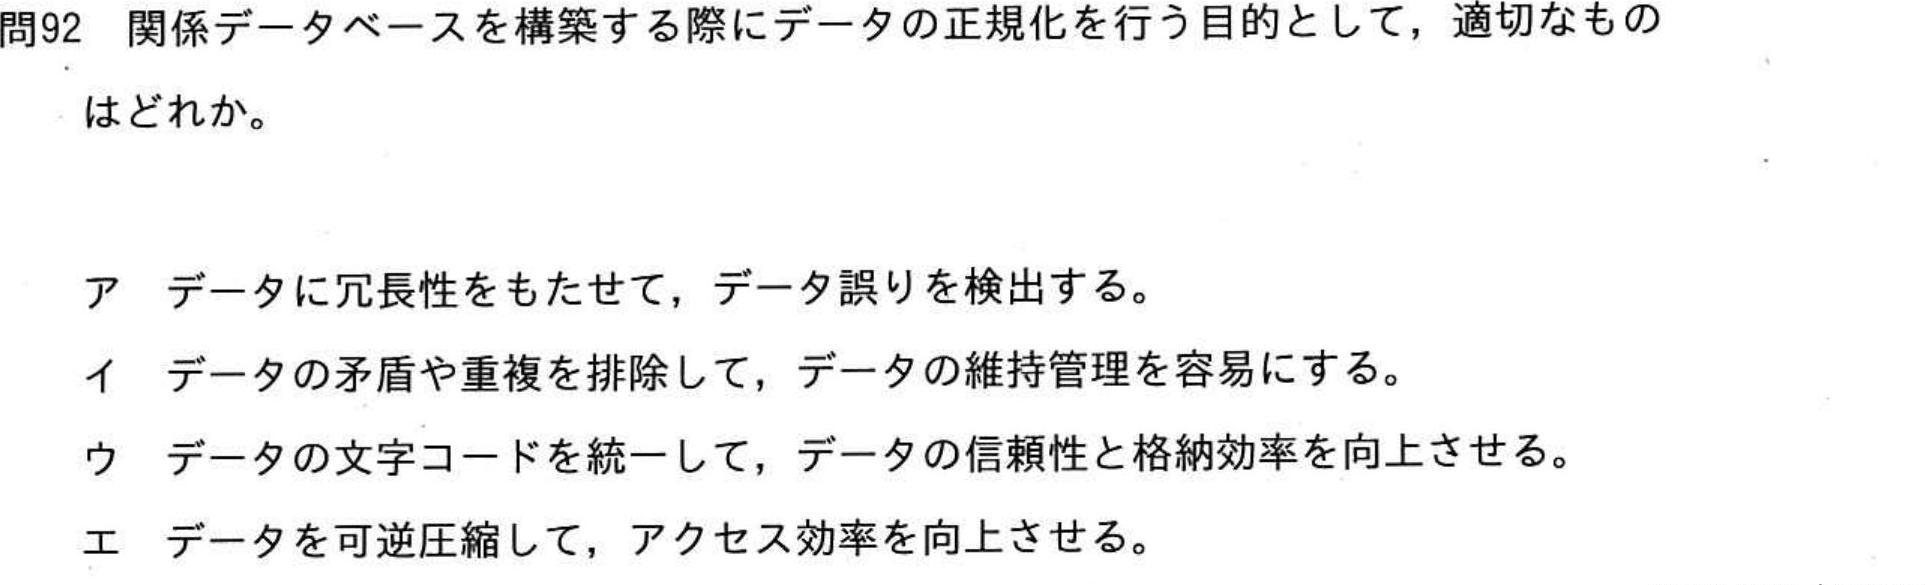 問92 関係データベースを構築する際にデータの正規化を行う目的として，適切なもの
はどれか。
ア データに冗長性をもたせて，データ誤りを検出する。
イ データの矛盾や重複を排除して，データの維持管理を容易にする。
ウ データの文字コードを統一して，データの信頼性と格納効率を向上させる。
エ データを可逆圧縮して，アクセス効率を向上させる。